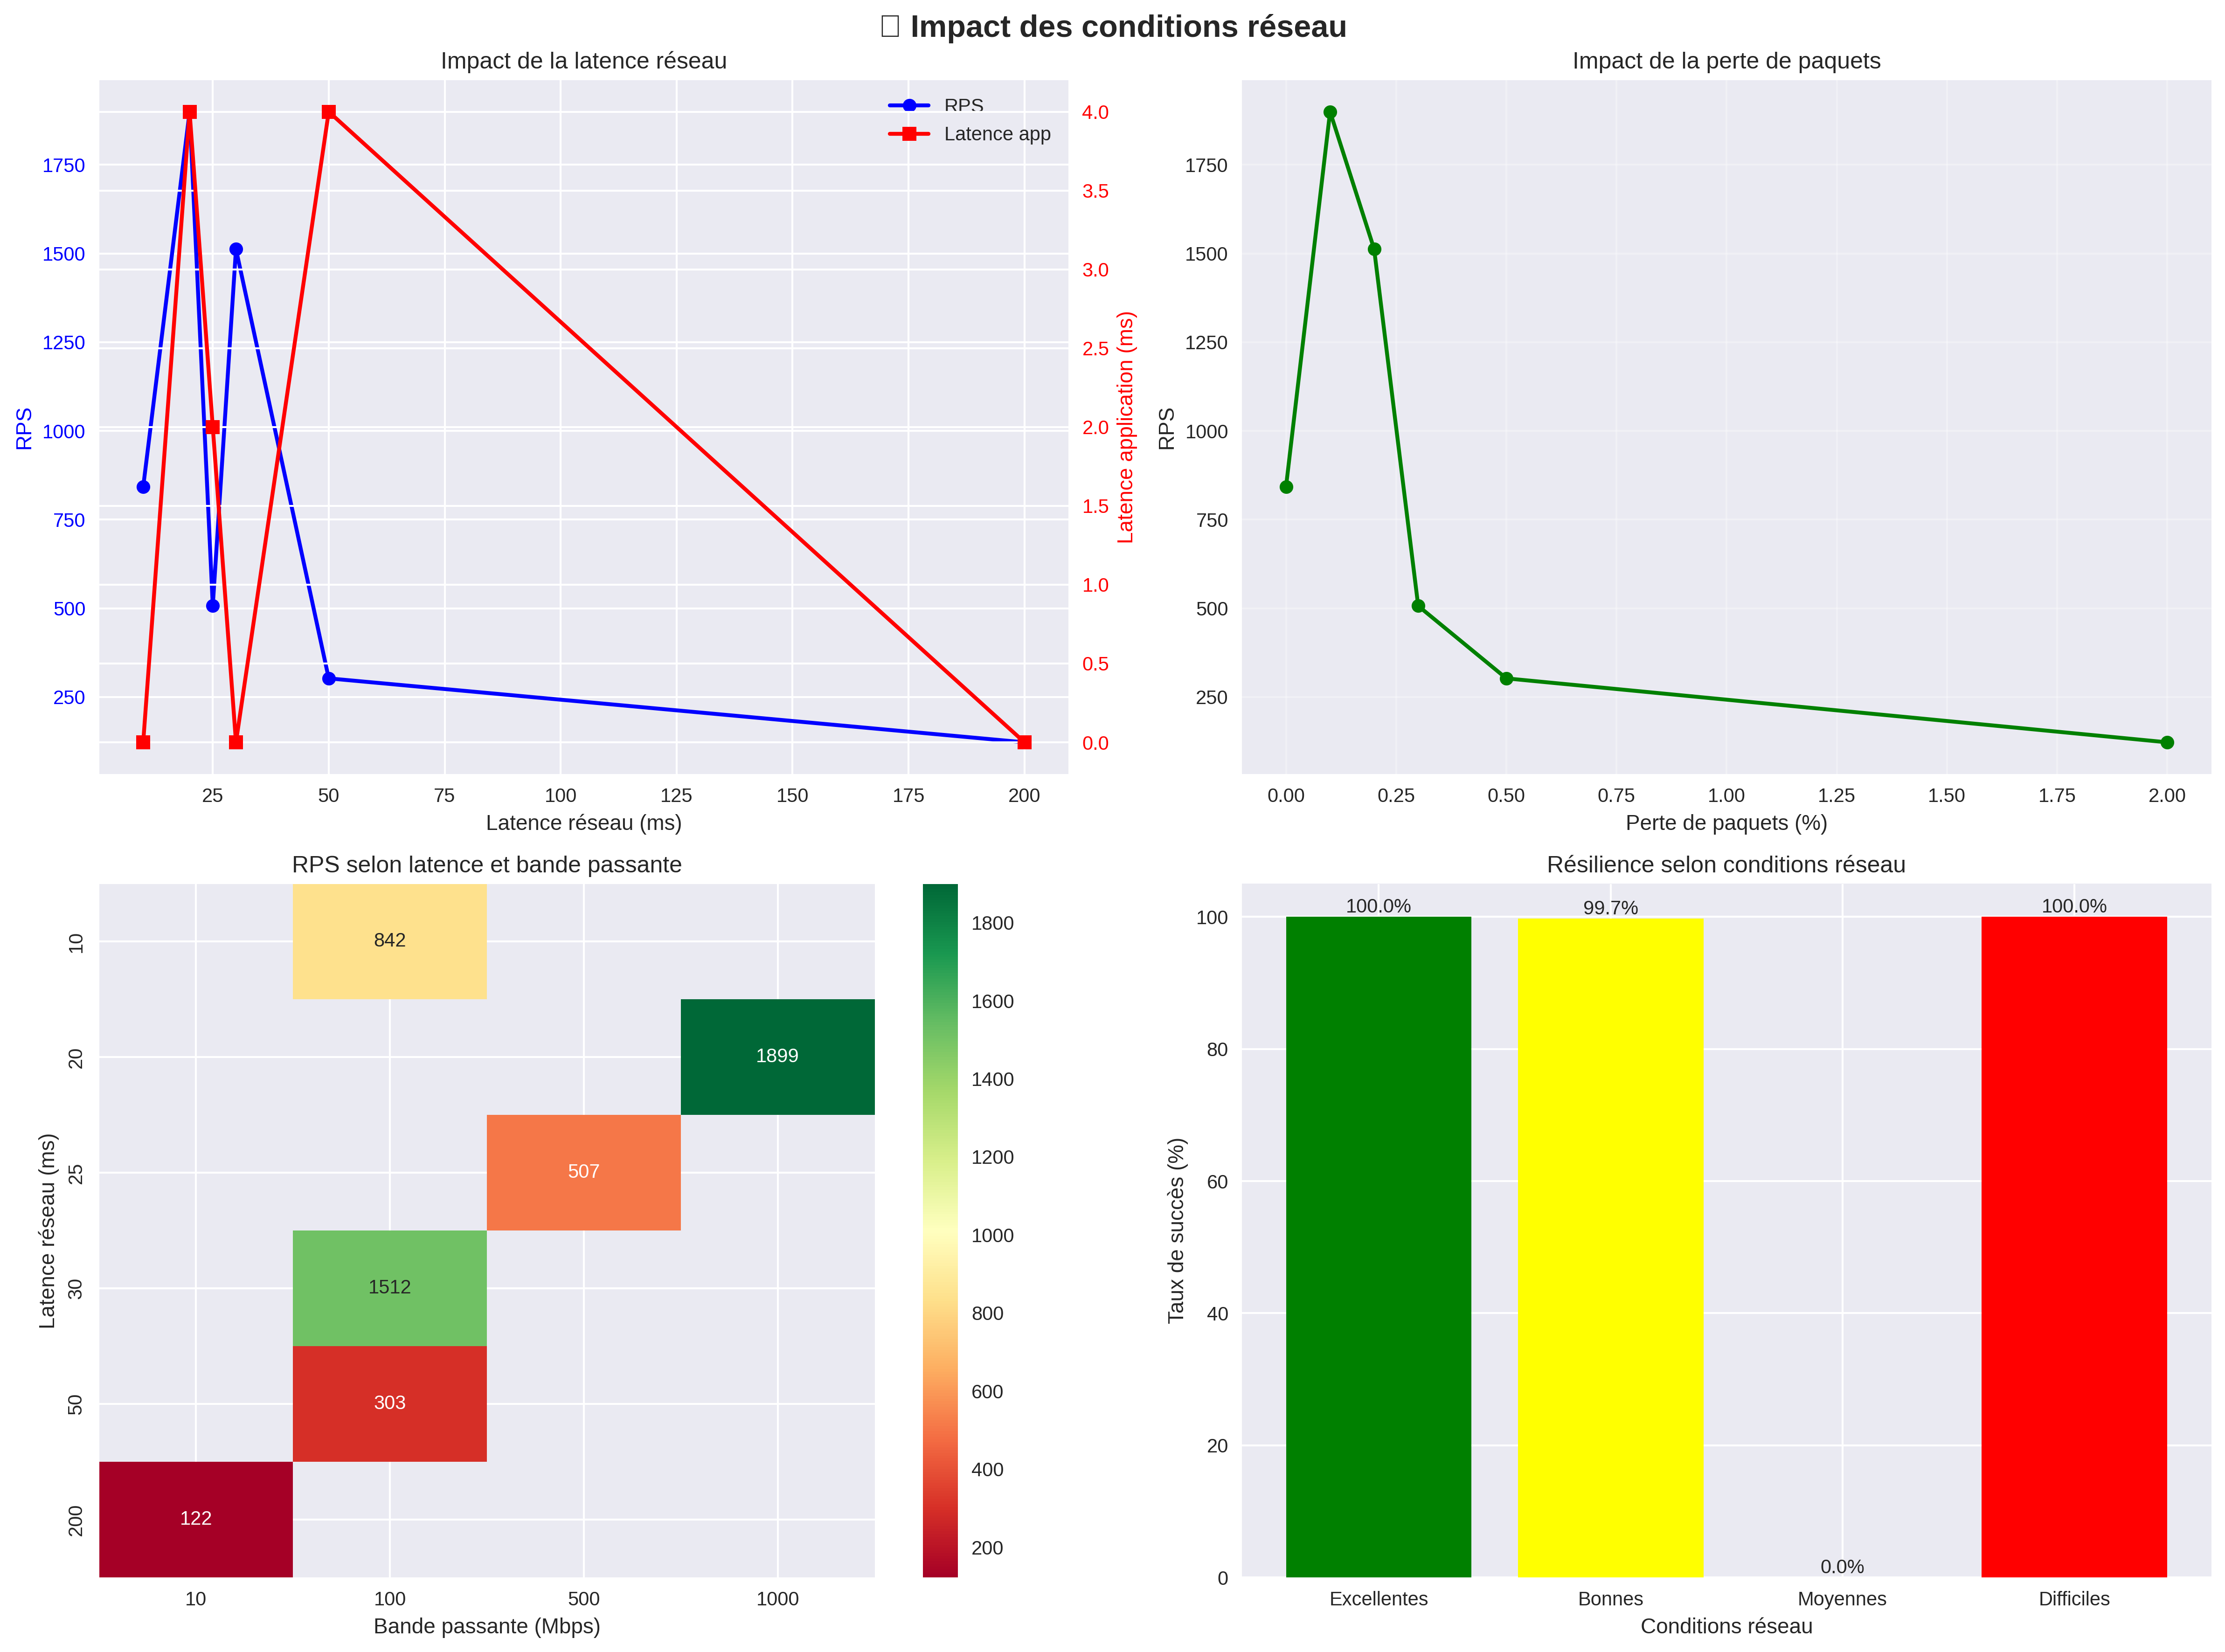 Impact des conditions réseau
Impact de la latence réseau
RPS
Latence app
1750
1500
1250
1000
750
500
250
RPS
4.0
3.5
3.0
2.5
2.0
1.5
1.0
0.5
0.0
Latence application (ms)
25 50 75 100 125 150 175 200
Latence réseau (ms)
Impact de la perte de paquets
1750
1500
1250
1000
750
500
250
RPS
0.00 0.25 0.50 0.75 1.00 1.25 1.50 1.75 2.00
Perte de paquets (%)
RPS selon latence et bande passante
10
20
25
30
50
200
Latence réseau (ms)
842
1899
507
1512
303
122
10 100 500 1000
Bande passante (Mbps)
1800
1600
1400
1200
1000
800
600
400
200
Résilience selon conditions réseau
100.0% 99.7% 0.0% 100.0%
100
80
60
40
20
0
Taux de succès (%)
Excellentes Bonnes Moyennes Difficiles
Conditions réseau